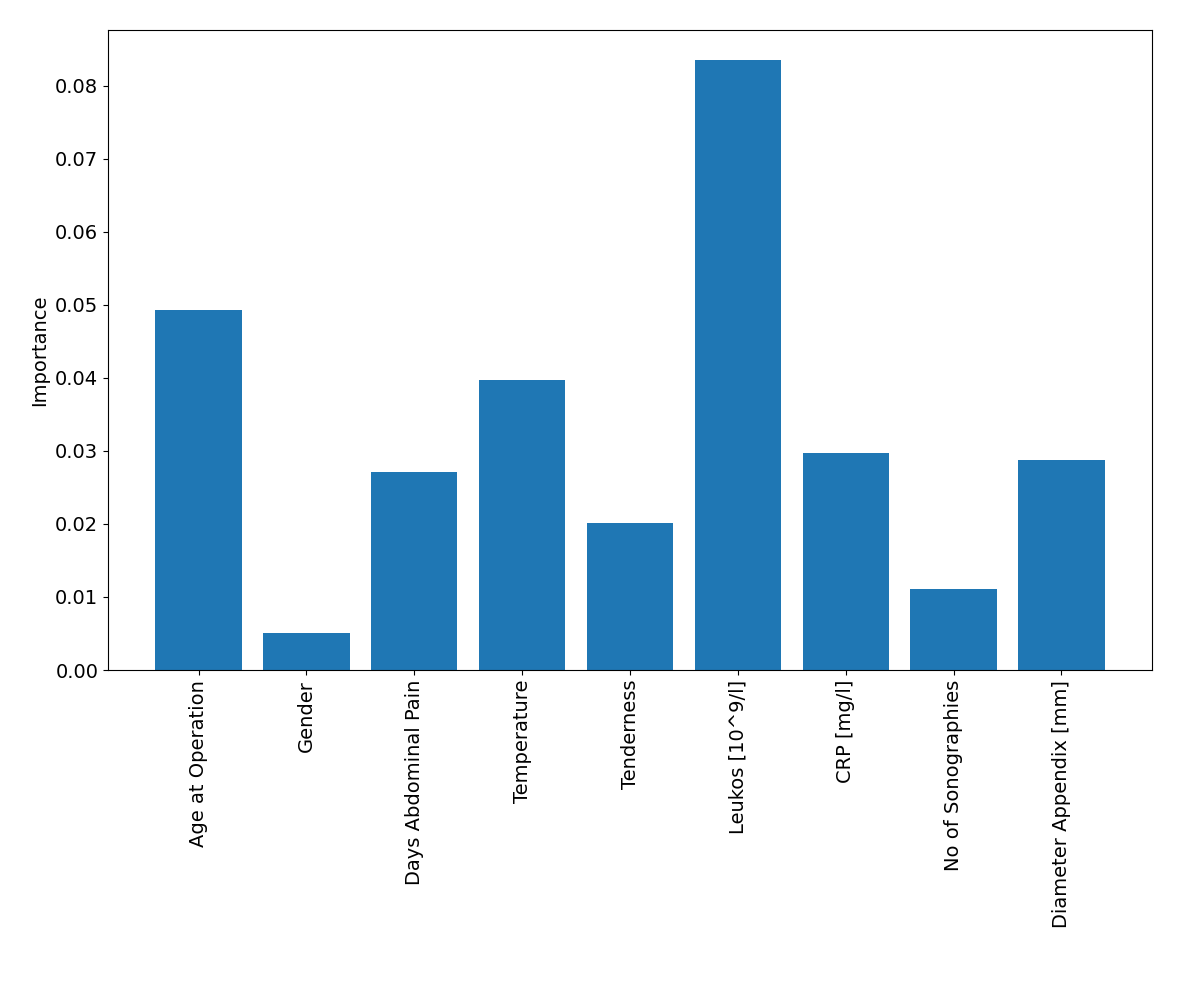 0.08
0.07
0.06
0.05
0.04
0.03
0.02
0.01
0.00
Importance
Age at Operation
Gender
Days Abdominal Pain
Temperature
Tenderness
Leukos [10^9/l]
CRP [mg/l]
No of Sonographies
Diameter Appendix [mm]